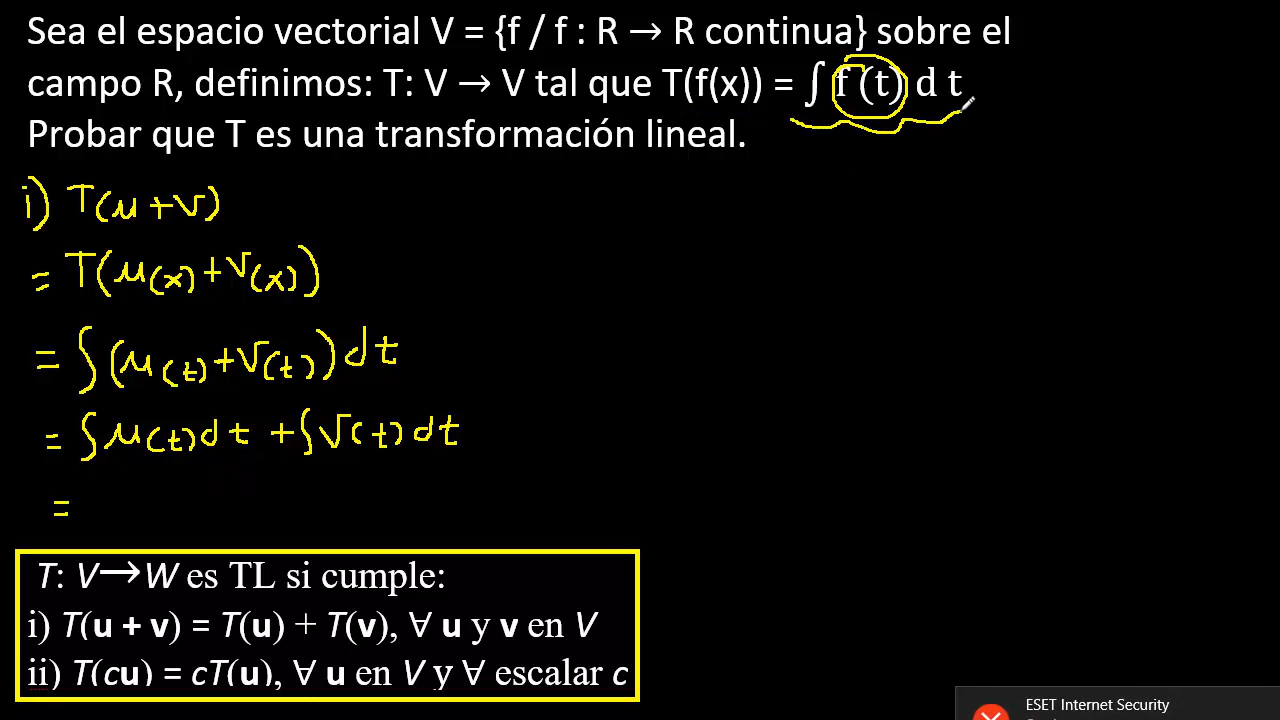 Sea el espacio vectorial V = {f / f : R → R continua} sobre el
campo R, definimos: T: V → V tal que T(f(x)) = ∫ f (t) d t
Probar que T es una transformación lineal.
i) T(u + v)
= T(u(x) + v(x))
= ∫ (u(t) + v(t)) dt
= ∫ u(t) dt + ∫ v(t) dt
=
T: V→W es TL si cumple:
i) T(u + v) = T(u) + T(v), ∀ u y v en V
ii) T(cu) = cT(u), ∀ u en V y ∀ escalar c
ESET Internet Security